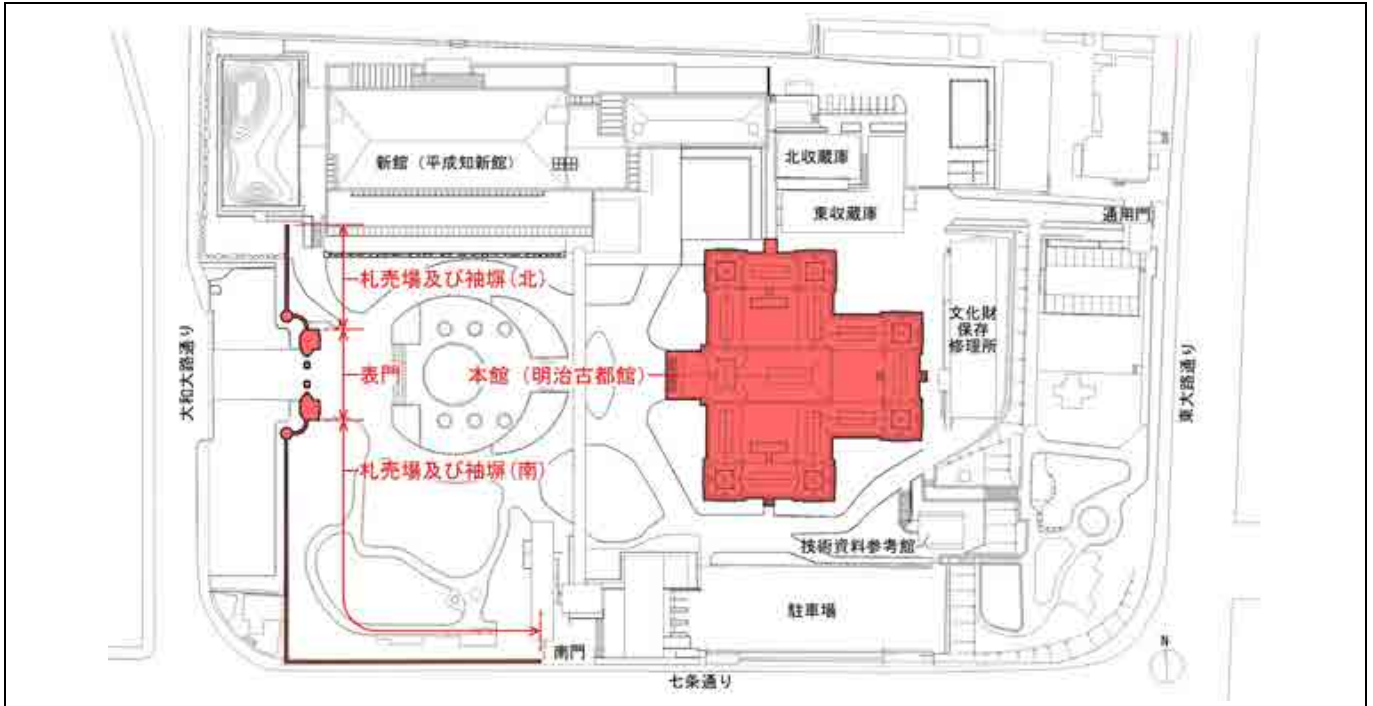 新館（平成知新館）
北収蔵庫
東収蔵庫
通用門
札売場及び袖塀(北)
大和大路通り
表門
本館（明治古都館）
文化財
保存
修理所
東大路通り
札売場及び袖塀(南)
技術資料参考館
駐車場
N
南門
七条通り